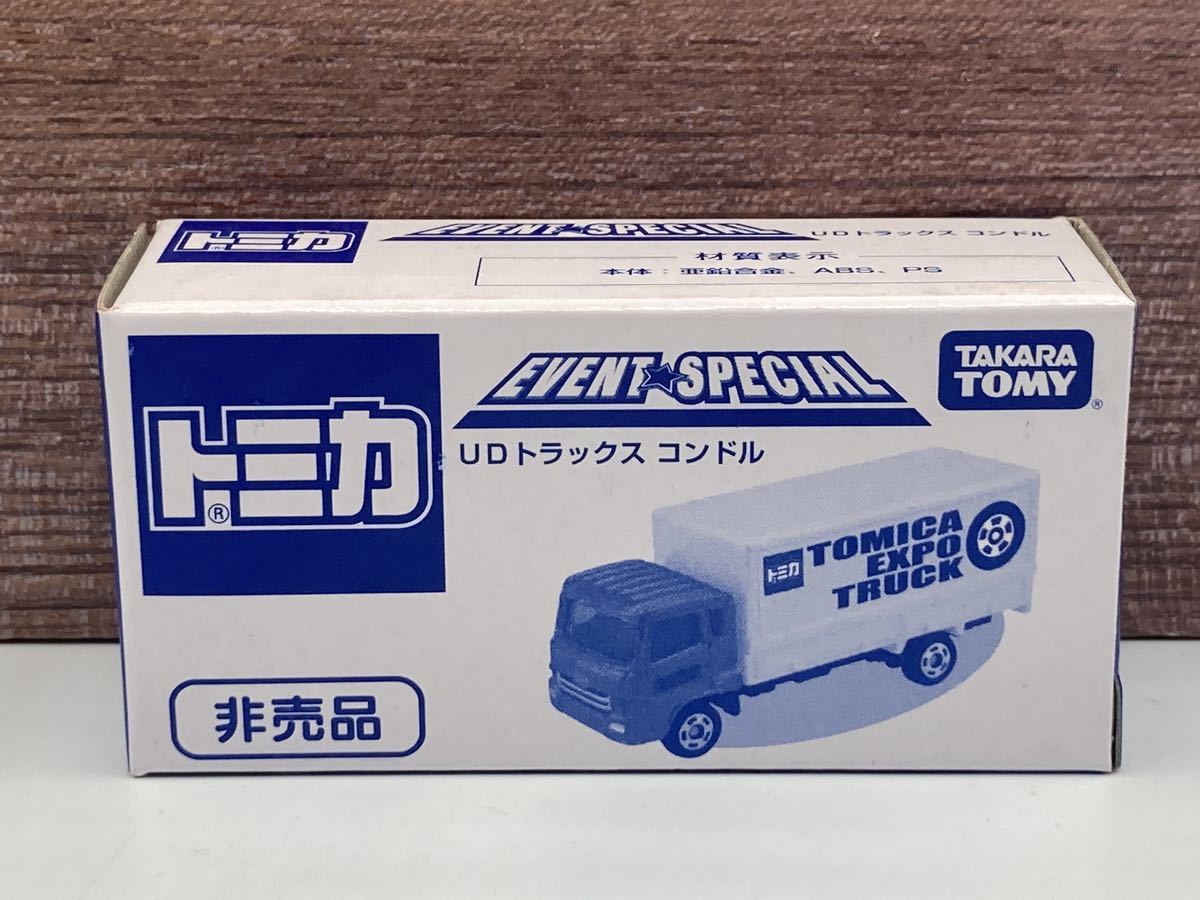 トミカ®
EVENT★SPECIAL
UDトラックス コンドル
材質表示
本体：亜鉛合金、ABS、PS
トミカ®
EVENT★SPECIAL
UDトラックス コンドル
TAKARA
TOMY®
トミカ
TOMICA
EXPO
TRUCK
非売品